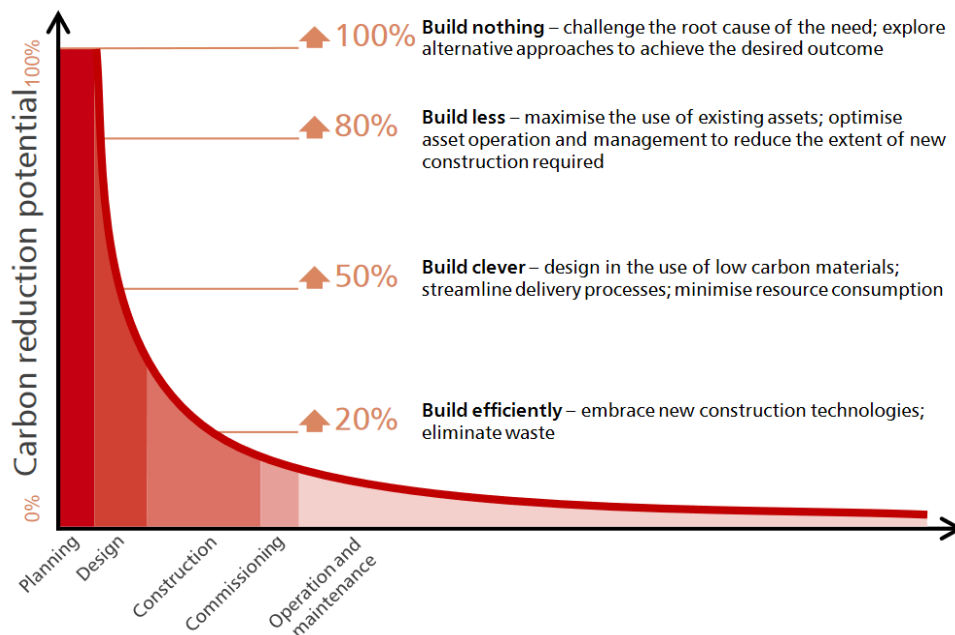 100%
Build nothing – challenge the root cause of the need; explore
alternative approaches to achieve the desired outcome
80%
Build less – maximise the use of existing assets; optimise
asset operation and management to reduce the extent of new
construction required
50%
Build clever – design in the use of low carbon materials;
streamline delivery processes; minimise resource consumption
20%
Build efficiently – embrace new construction technologies;
eliminate waste
Carbon reduction potential
100%
0%
Planning
Design
Construction
Commissioning
Operation and
maintenance